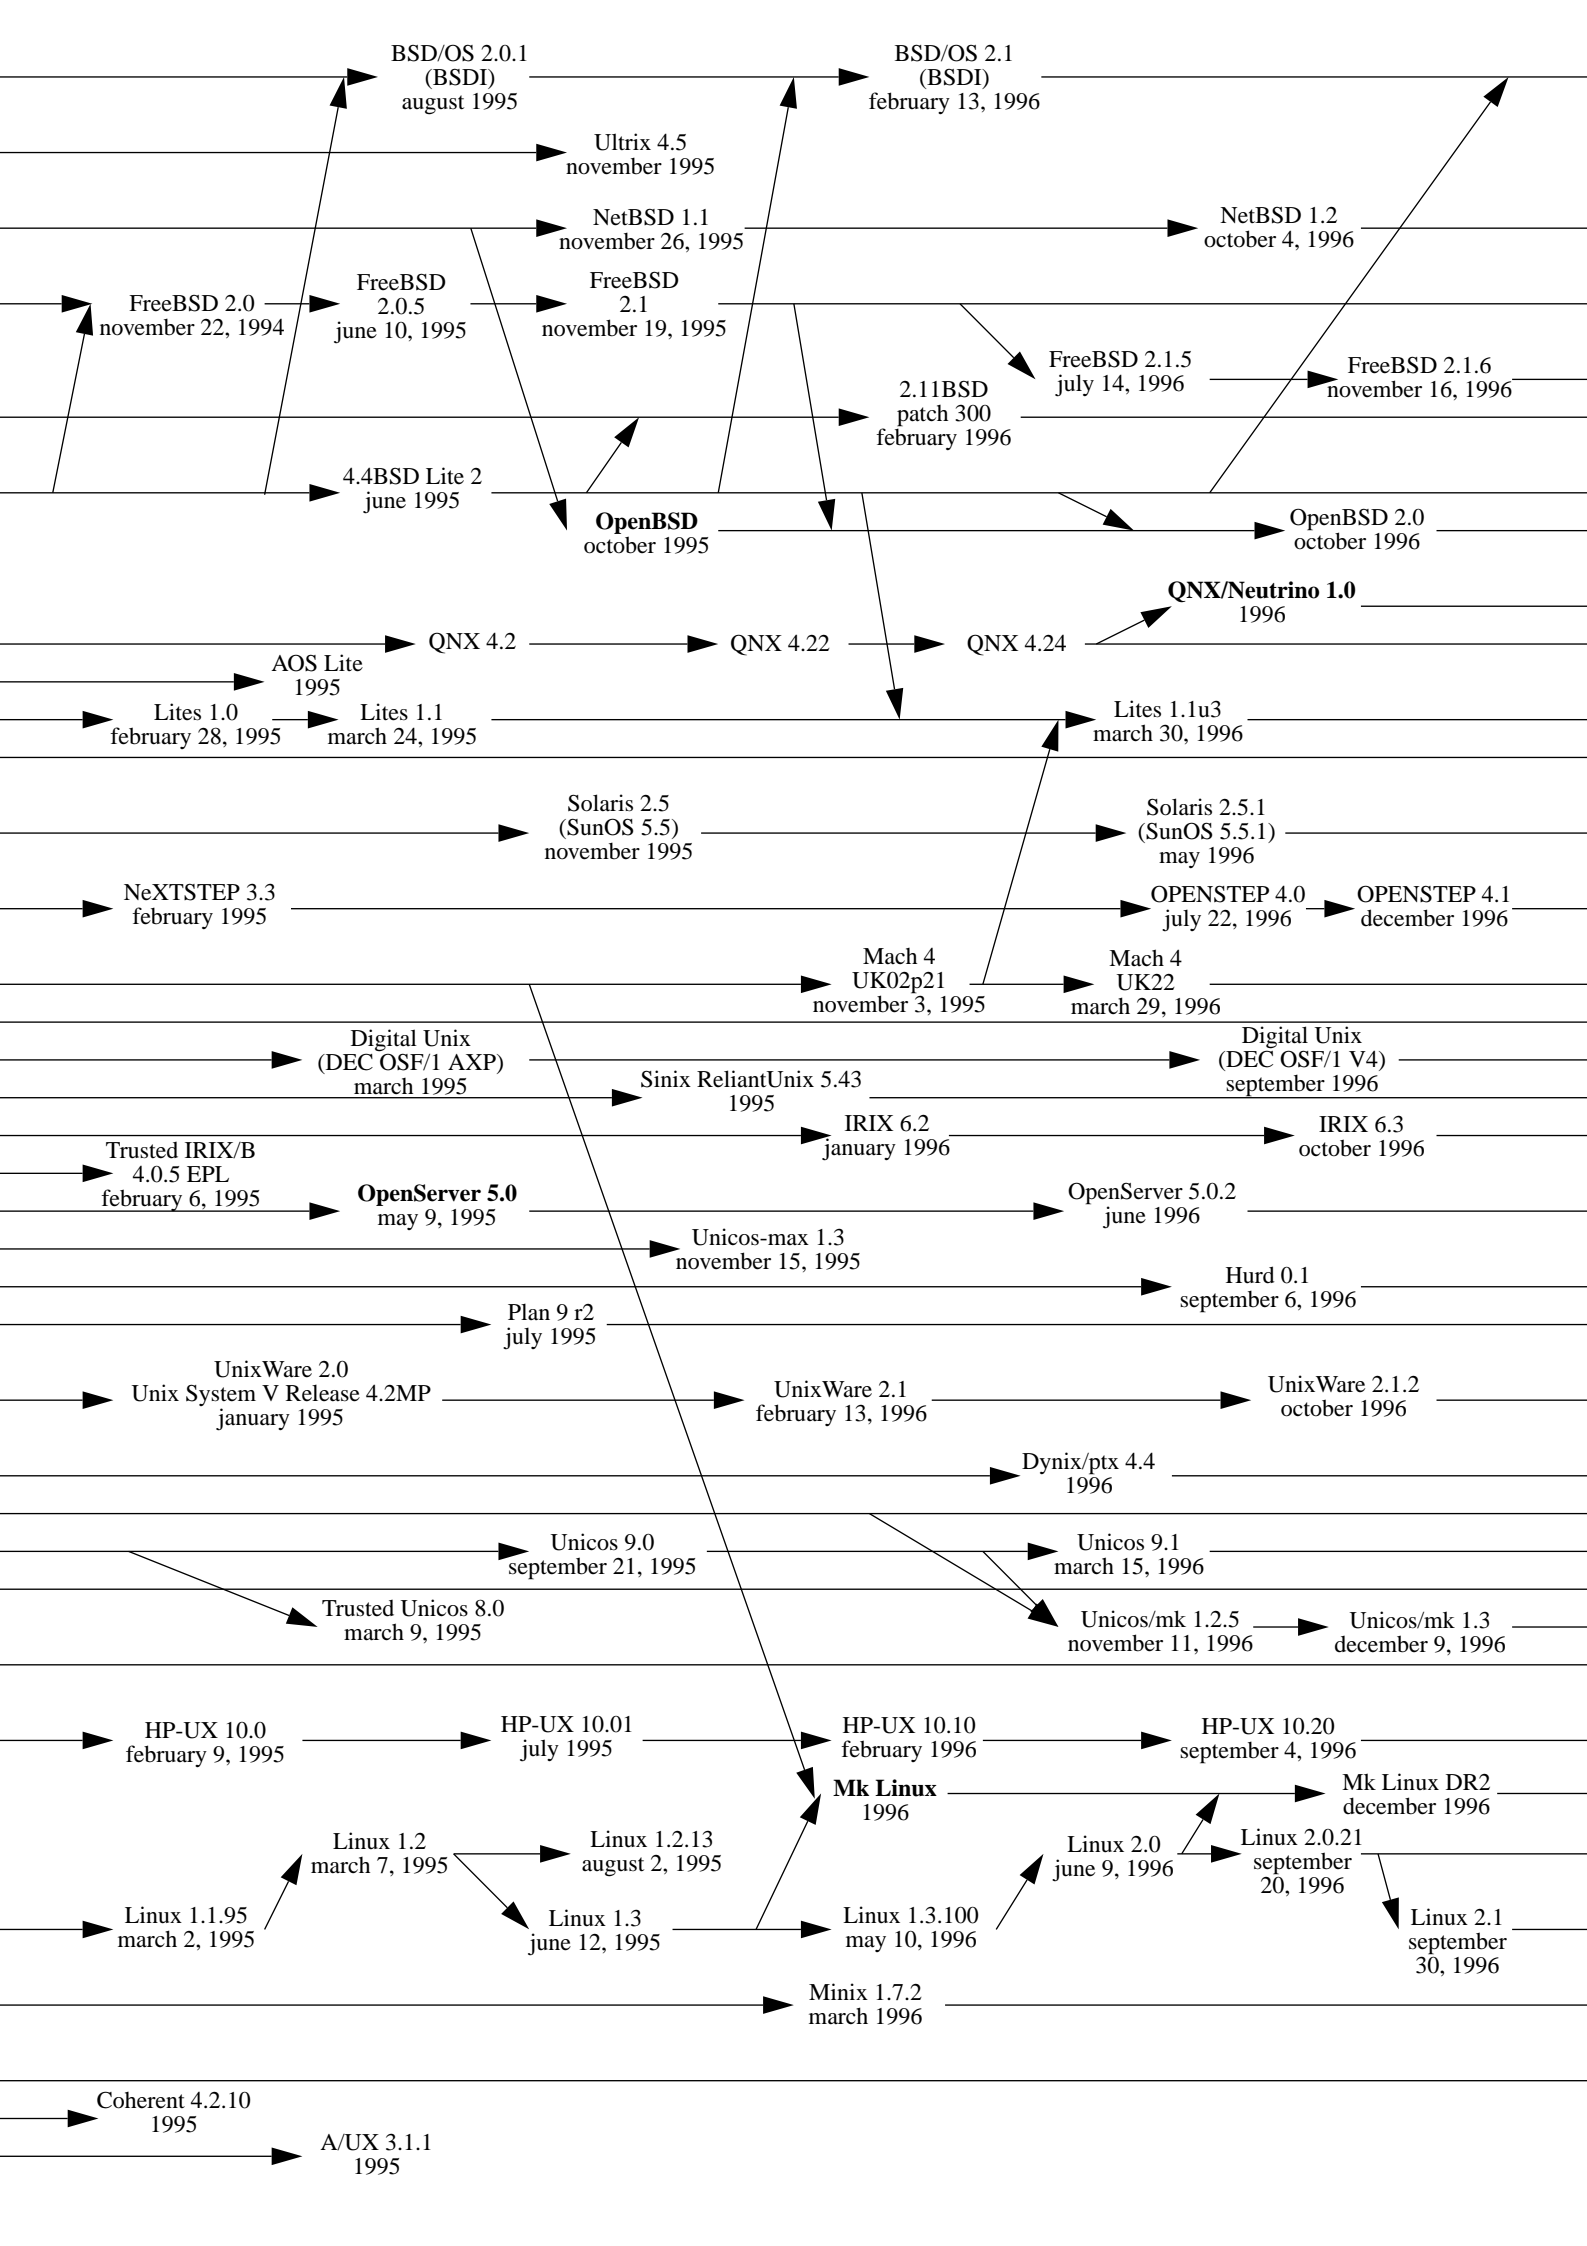 BSD/OS 2.0.1
(BSDI)
august 1995
BSD/OS 2.1
(BSDI)
february 13, 1996
Ultrix 4.5
november 1995
NetBSD 1.1
november 26, 1995
NetBSD 1.2
october 4, 1996
FreeBSD 2.0
november 22, 1994
FreeBSD
2.0.5
june 10, 1995
FreeBSD
2.1
november 19, 1995
FreeBSD 2.1.5
july 14, 1996
FreeBSD 2.1.6
november 16, 1996
2.11BSD
patch 300
february 1996
4.4BSD Lite 2
june 1995
OpenBSD
october 1995
OpenBSD 2.0
october 1996
QNX/Neutrino 1.0
1996
QNX 4.2
QNX 4.22
QNX 4.24
AOS Lite
1995
Lites 1.0
february 28, 1995
Lites 1.1
march 24, 1995
Lites 1.1u3
march 30, 1996
Solaris 2.5
(SunOS 5.5)
november 1995
Solaris 2.5.1
(SunOS 5.5.1)
may 1996
NeXTSTEP 3.3
february 1995
OPENSTEP 4.0
july 22, 1996
OPENSTEP 4.1
december 1996
Mach 4
UK02p21
november 3, 1995
Mach 4
UK22
march 29, 1996
Digital Unix
(DEC OSF/1 AXP)
march 1995
Digital Unix
(DEC OSF/1 V4)
september 1996
Sinix ReliantUnix 5.43
1995
IRIX 6.2
january 1996
IRIX 6.3
october 1996
Trusted IRIX/B
4.0.5 EPL
february 6, 1995
OpenServer 5.0
may 9, 1995
OpenServer 5.0.2
june 1996
Unicos-max 1.3
november 15, 1995
Hurd 0.1
september 6, 1996
Plan 9 r2
july 1995
UnixWare 2.0
Unix System V Release 4.2MP
january 1995
UnixWare 2.1
february 13, 1996
UnixWare 2.1.2
october 1996
Dynix/ptx 4.4
1996
Unicos 9.0
september 21, 1995
Unicos 9.1
march 15, 1996
Trusted Unicos 8.0
march 9, 1995
Unicos/mk 1.2.5
november 11, 1996
Unicos/mk 1.3
december 9, 1996
HP-UX 10.0
february 9, 1995
HP-UX 10.01
july 1995
HP-UX 10.10
february 1996
HP-UX 10.20
september 4, 1996
Mk Linux
1996
Mk Linux DR2
december 1996
Linux 1.2
march 7, 1995
Linux 1.2.13
august 2, 1995
Linux 2.0
june 9, 1996
Linux 2.0.21
september
20, 1996
Linux 1.1.95
march 2, 1995
Linux 1.3
june 12, 1995
Linux 1.3.100
may 10, 1996
Linux 2.1
september
30, 1996
Minix 1.7.2
march 1996
Coherent 4.2.10
1995
A/UX 3.1.1
1995